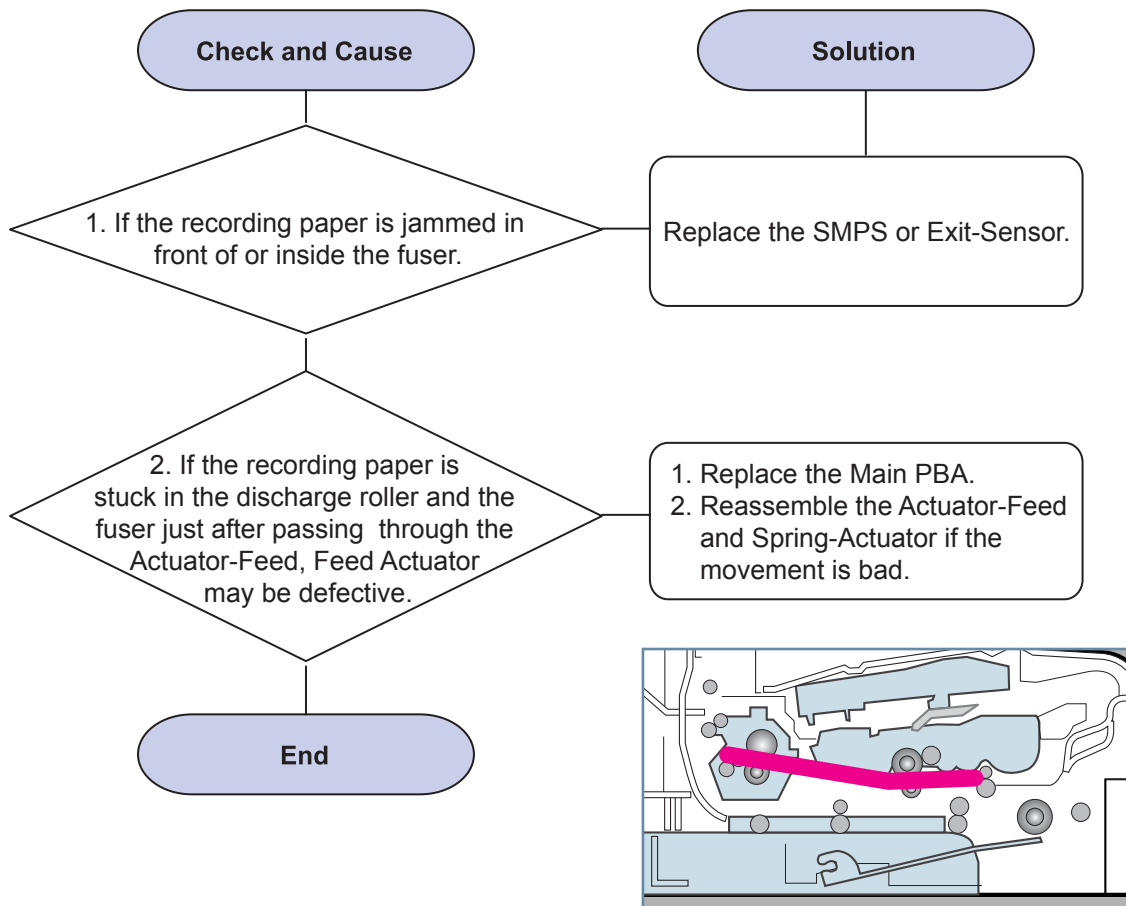 Check and Cause
Solution
1. If the recording paper is jammed in
front of or inside the fuser.
Replace the SMPS or Exit-Sensor.
2. If the recording paper is
stuck in the discharge roller and the
fuser just after passing through the
Actuator-Feed, Feed Actuator
may be defective.
1. Replace the Main PBA.
2. Reassemble the Actuator-Feed
and Spring-Actuator if the
movement is bad.
End